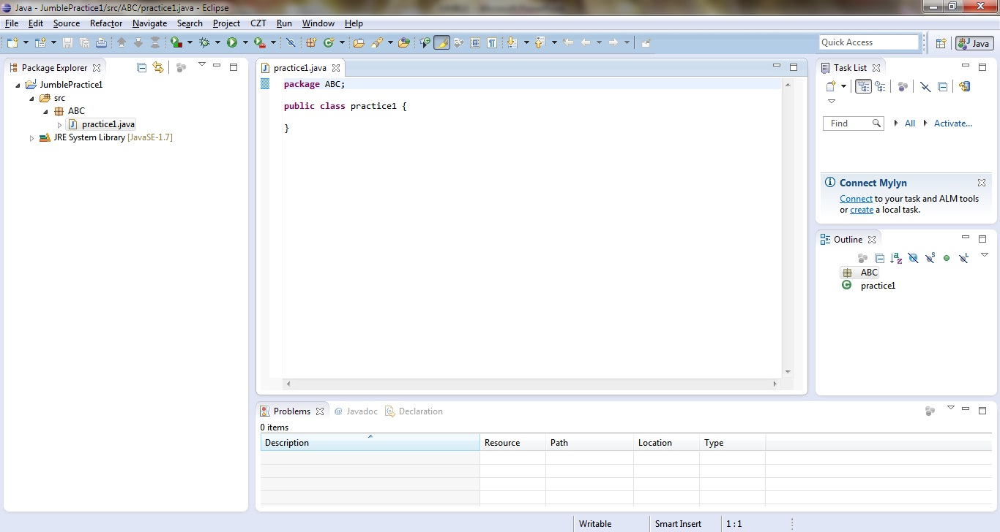 Java - JumblePractice1/src/ABC/practice1.java - Eclipse
File Edit Source Refactor Navigate Search Project CZT Run Window Help
Quick Access
Java
Package Explorer
JumblePractice1
src
ABC
practice1.java
JRE System Library [JavaSE-1.7]
practice1.java
package ABC;
public class practice1 {
}
Task List
Find All Activate...
Connect Mylyn
Connect to your task and ALM tools
or create a local task.
Outline
ABC
practice1
Problems @ Javadoc Declaration
0 items
Description Resource Path Location Type
Writable Smart Insert 1 : 1